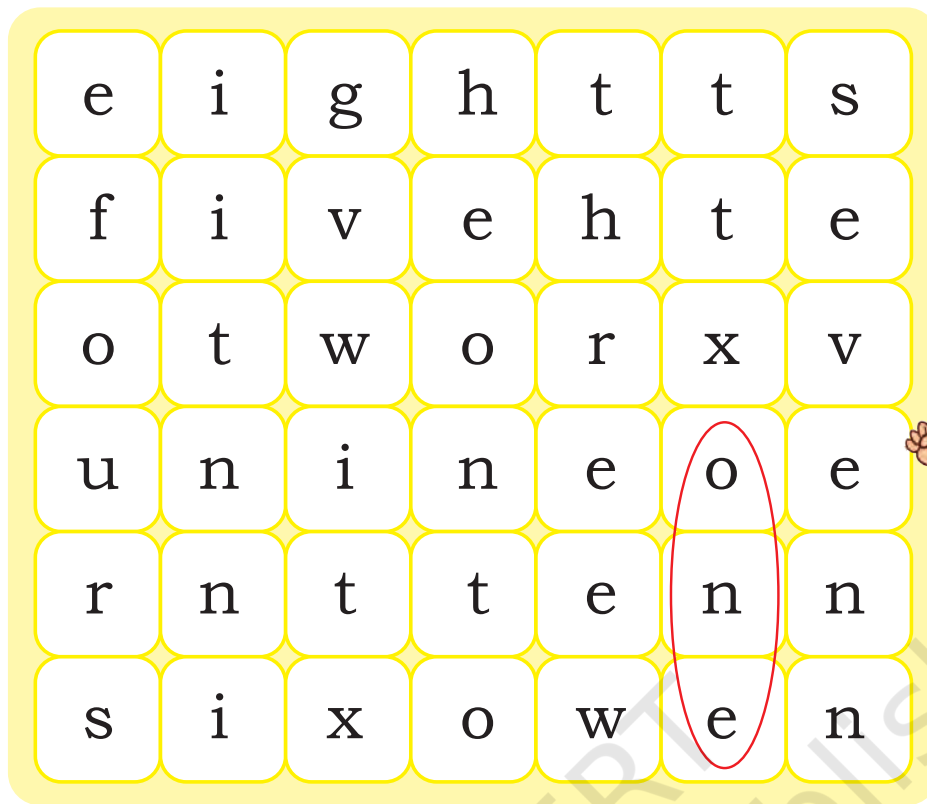 e i g h t t s
f i v e h t e
o t w o r x v
u n i n e o e
r n t t e n n
s i x o w e n